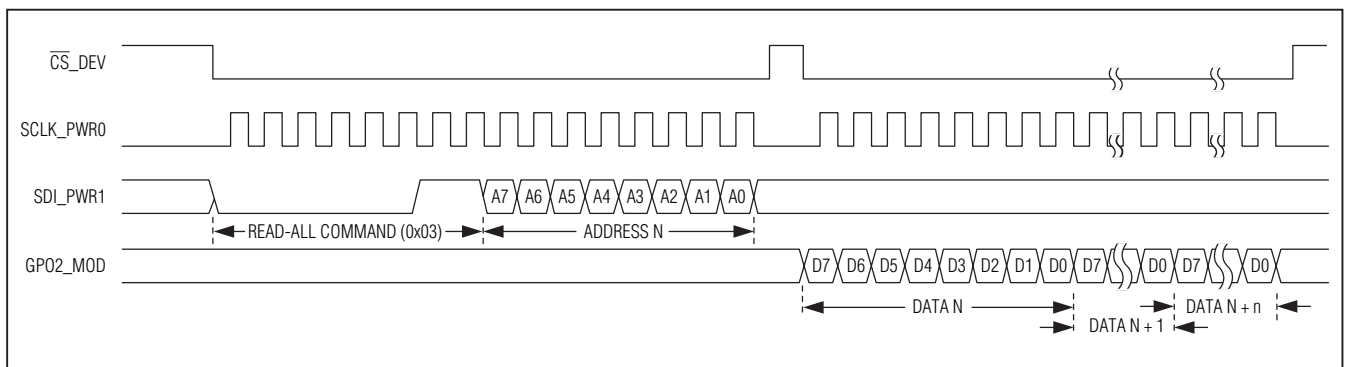 CS_DEV
SCLK_PWR0
SDI_PWR1
A7 A6 A5 A4 A3 A2 A1 A0
READ-ALL COMMAND (0x03) ADDRESS N
GPO2_MOD
D7 D6 D5 D4 D3 D2 D1 D0 D7 D0 D7 D0
DATA N DATA N + n
DATA N + 1